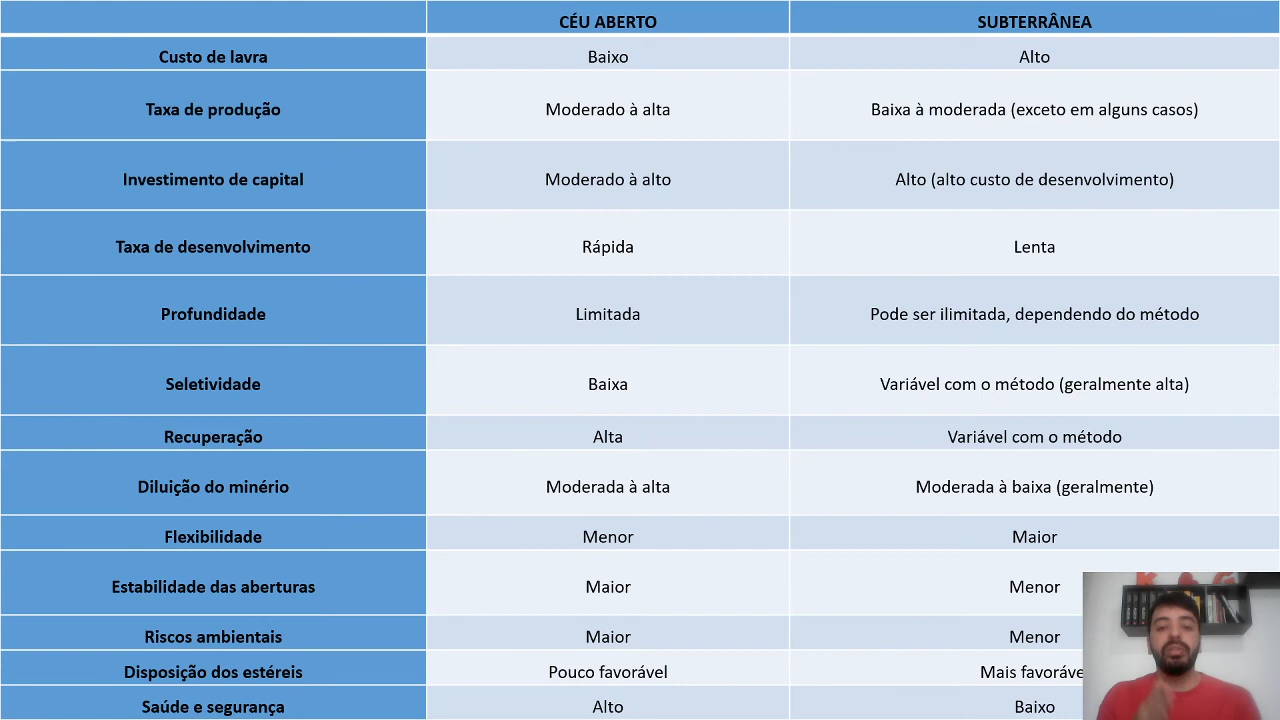 CÉU ABERTO SUBTERRÂNEA
Custo de lavra Baixo Alto
Taxa de produção Moderado à alta Baixa à moderada (exceto em alguns casos)
Investimento de capital Moderado à alto Alto (alto custo de desenvolvimento)
Taxa de desenvolvimento Rápida Lenta
Profundidade Limitada Pode ser ilimitada, dependendo do método
Seletividade Baixa Variável com o método (geralmente alta)
Recuperação Alta Variável com o método
Diluição do minério Moderada à alta Moderada à baixa (geralmente)
Flexibilidade Menor Maior
Estabilidade das aberturas Maior Menor
Riscos ambientais Maior Menor
Disposição dos estéreis Pouco favorável Mais favoráve
Saúde e segurança Alto Baixo